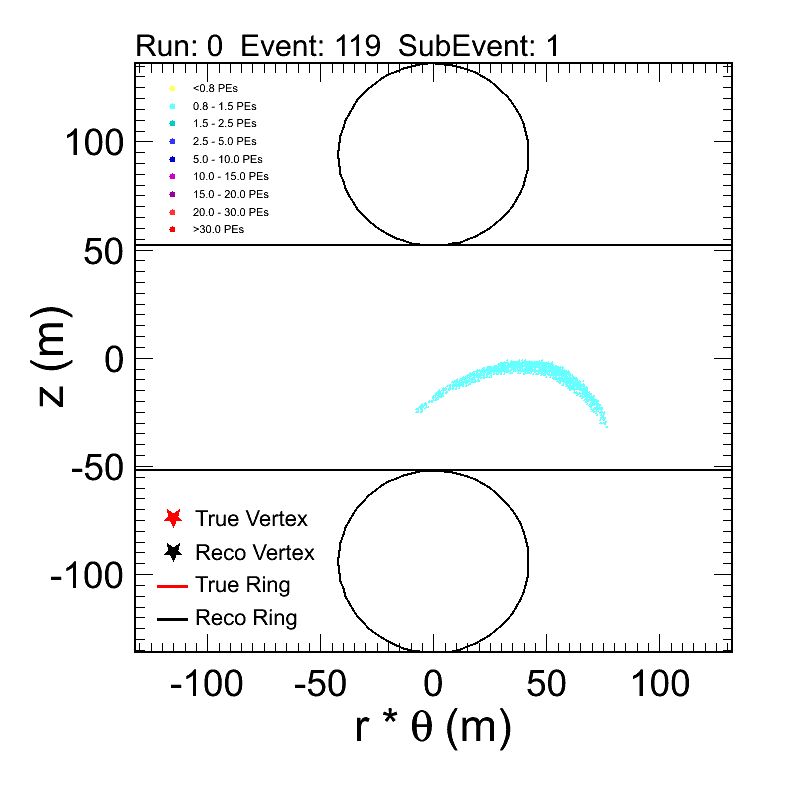 Run: 0  Event: 119  SubEvent: 1
<0.8 PEs
0.8 - 1.5 PEs
1.5 - 2.5 PEs
2.5 - 5.0 PEs
5.0 - 10.0 PEs
10.0 - 15.0 PEs
15.0 - 20.0 PEs
20.0 - 30.0 PEs
>30.0 PEs
100
50
0
-50
-100
z (m)
True Vertex
Reco Vertex
True Ring
Reco Ring
-100 -50 0 50 100
r * θ (m)